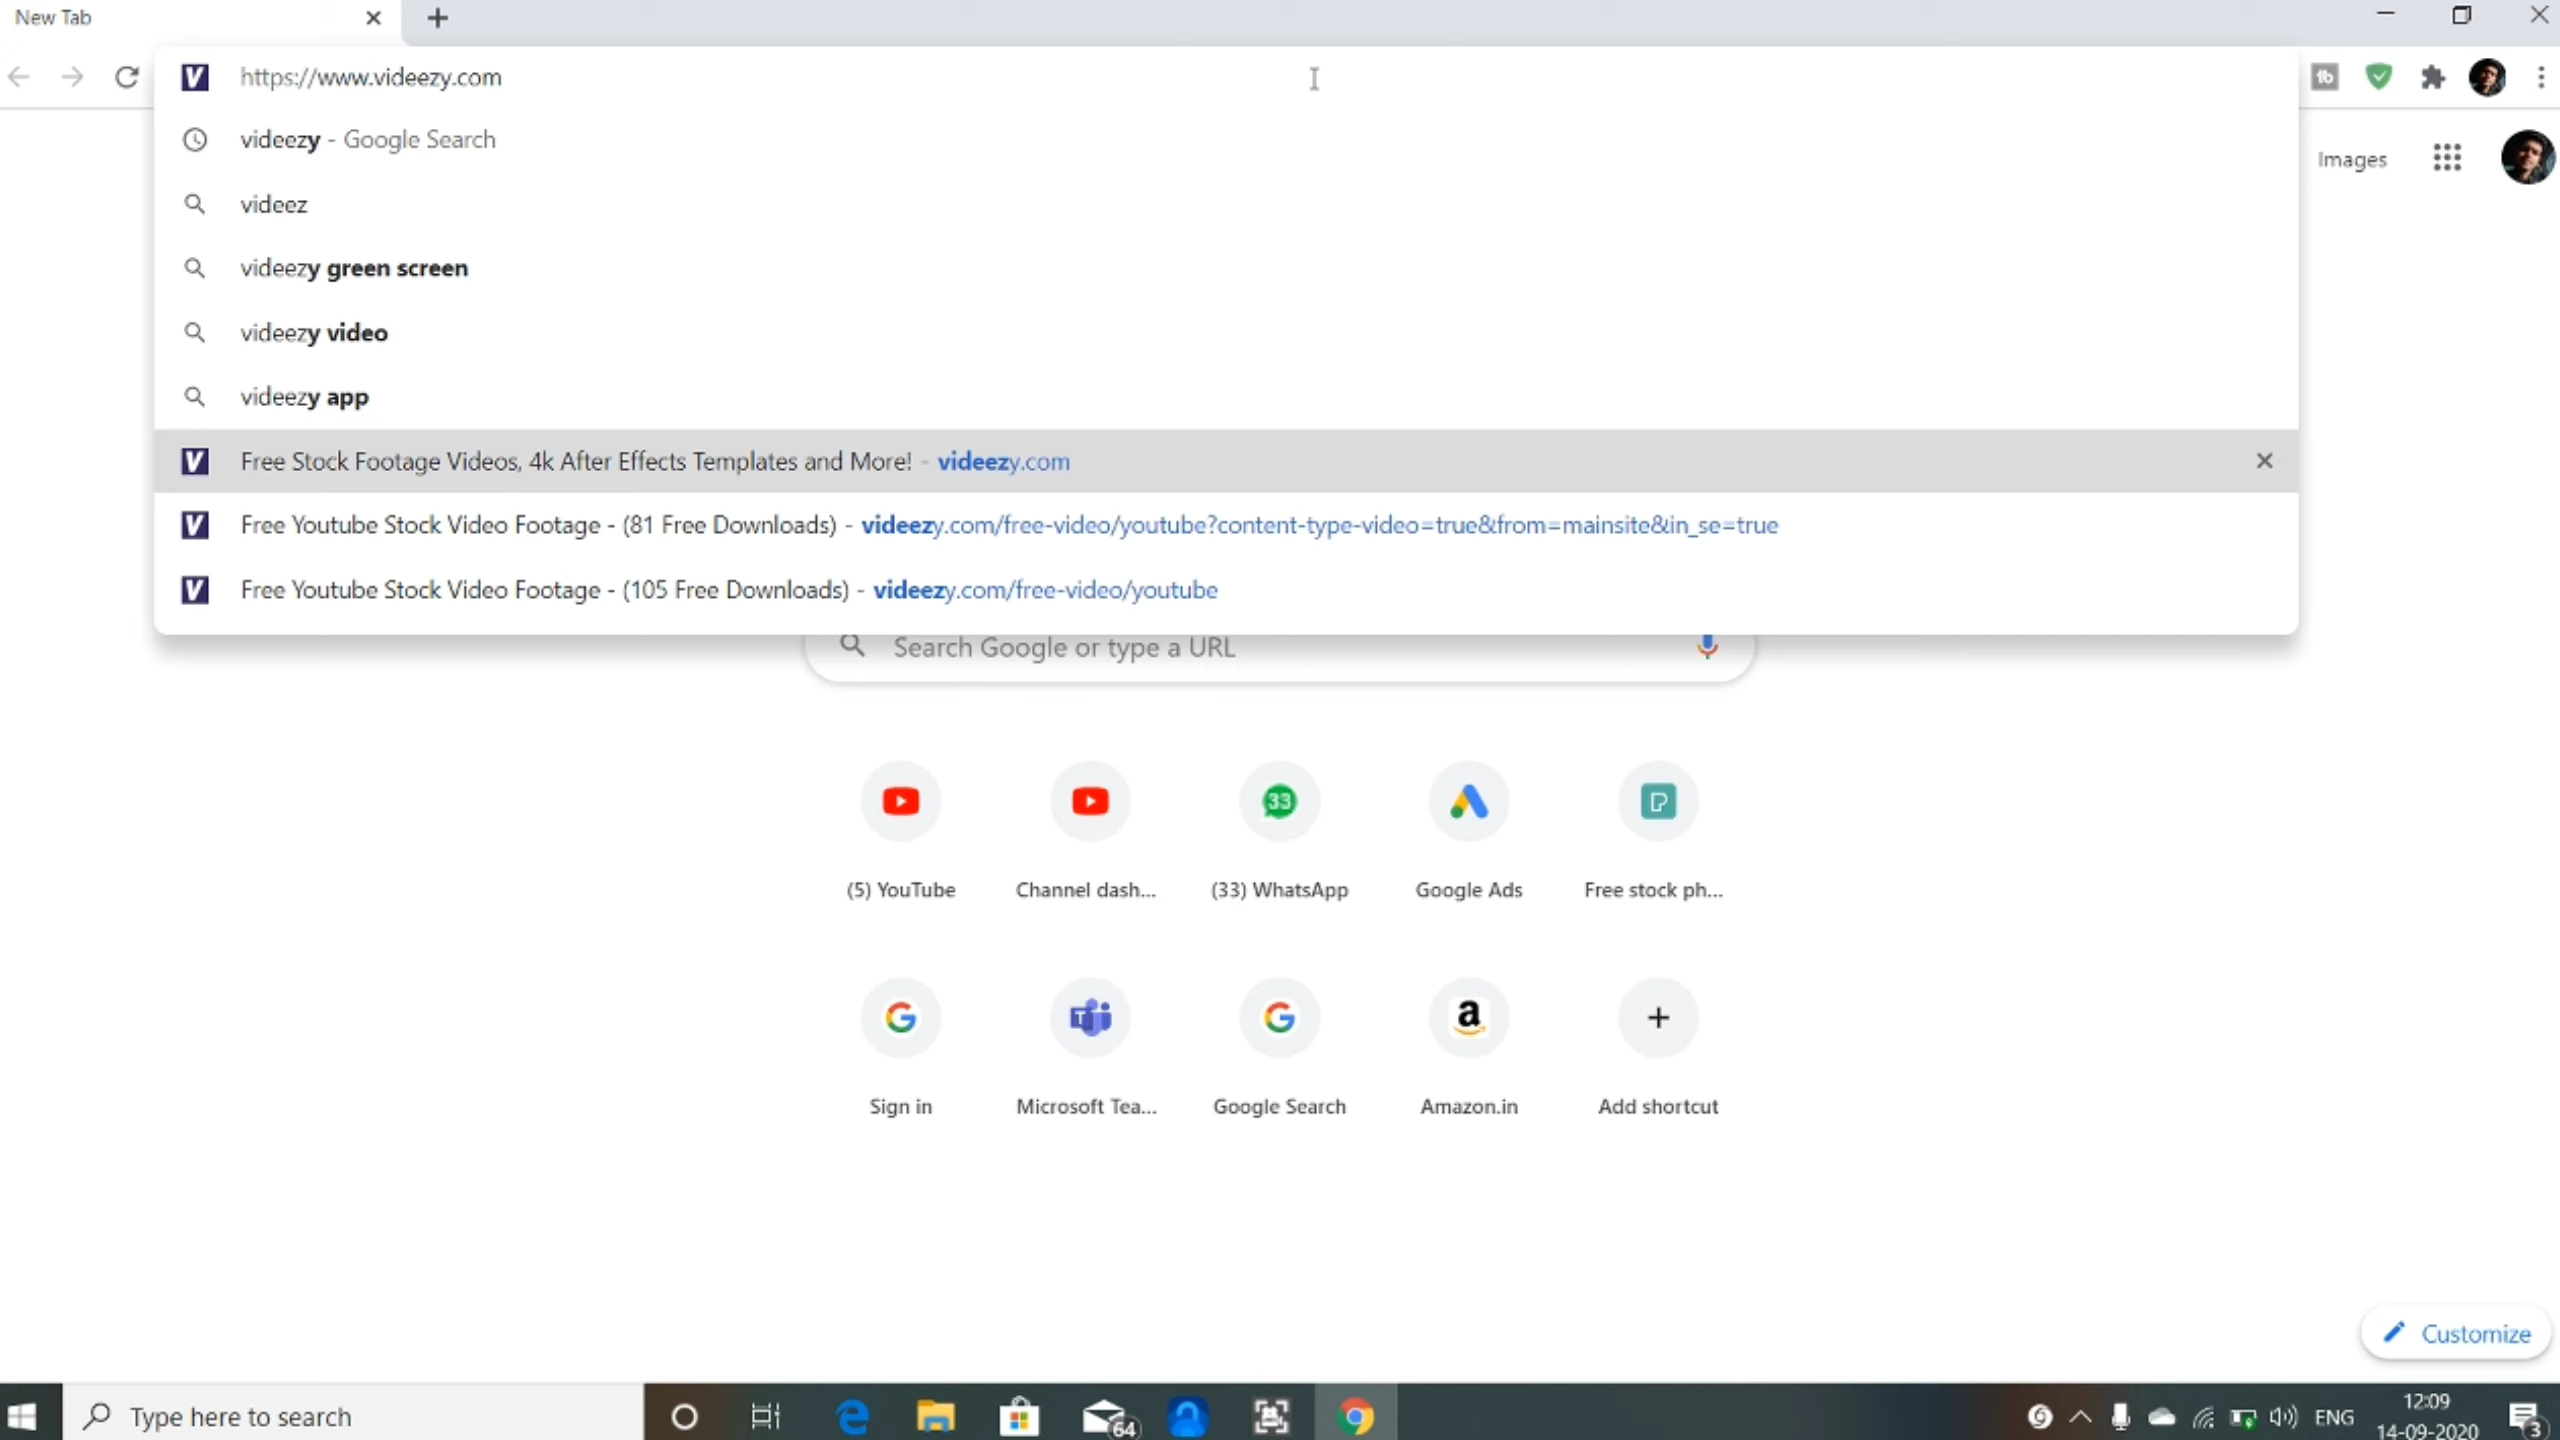 New Tab
https://www.videezy.com
videezy - Google Search
Images
videez
videezy green screen
videezy video
videezy app
Free Stock Footage Videos, 4k After Effects Templates and More! - videezy.com
Free Youtube Stock Video Footage - (81 Free Downloads) - videezy.com/free-video/youtube?content-type-video=true&from=mainsite&in_se=true
Free Youtube Stock Video Footage - (105 Free Downloads) - videezy.com/free-video/youtube
Search Google or type a URL
33
(5) YouTube
Channel dash...
(33) WhatsApp
Google Ads
Free stock ph...
Sign in
Microsoft Tea...
Google Search
Amazon.in
Add shortcut
Customize
Type here to search
64
ENG
12:09
14-09-2020
3